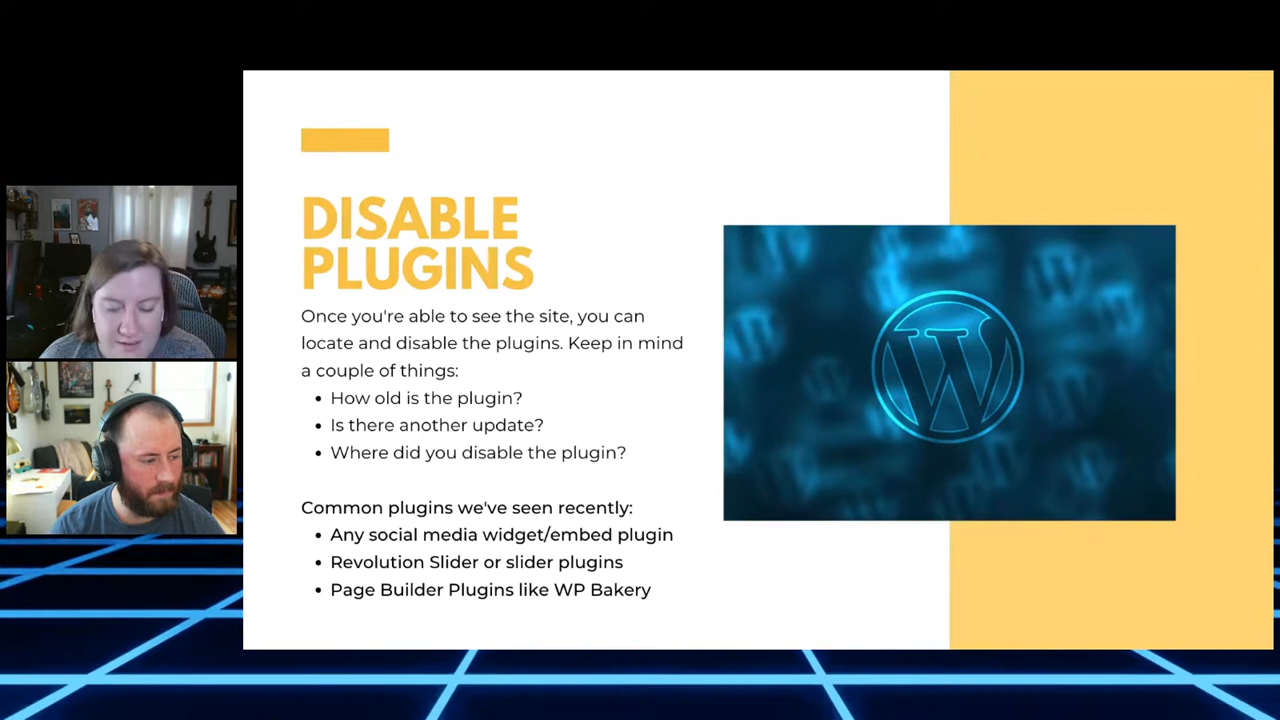 DISABLE
PLUGINS
Once you're able to see the site, you can
locate and disable the plugins. Keep in mind
a couple of things:
• How old is the plugin?
• Is there another update?
• Where did you disable the plugin?
Common plugins we've seen recently:
• Any social media widget/embed plugin
• Revolution Slider or slider plugins
• Page Builder Plugins like WP Bakery
W